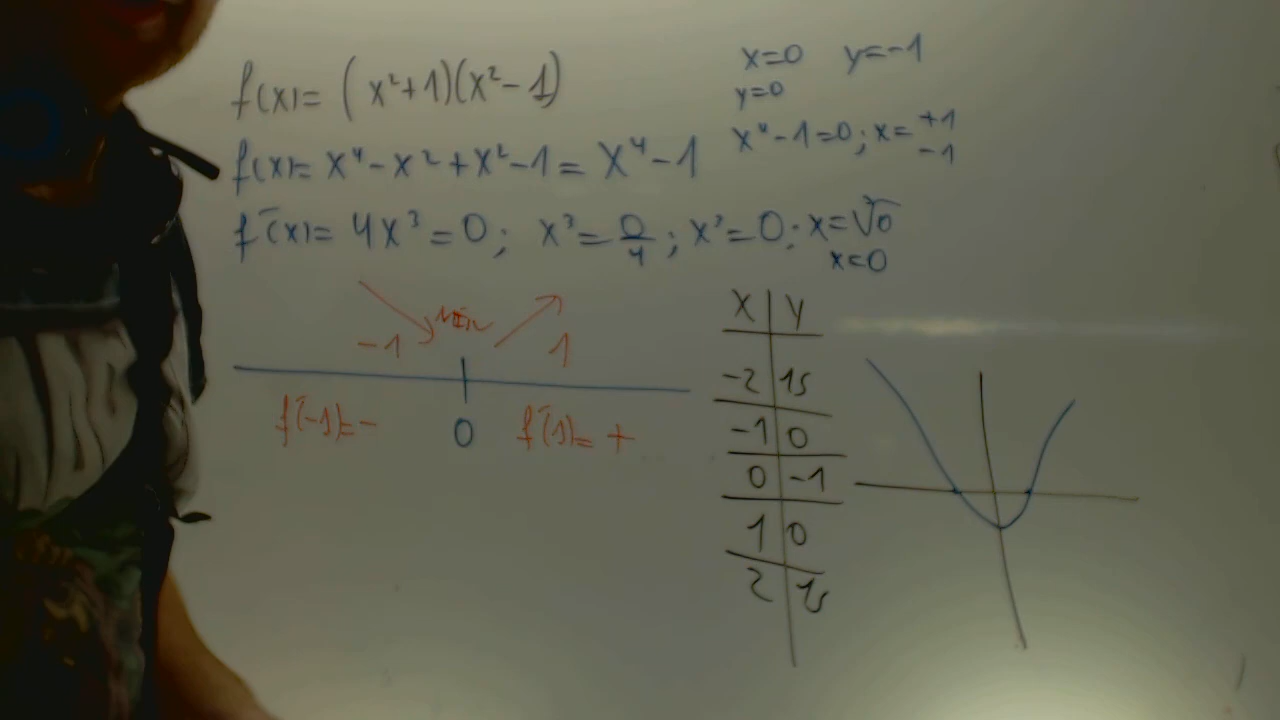 f(x)= (x²+1)(x²-1)
x=0 y=-1
y=0
f(x)= x⁴-x²+x²-1= x⁴-1
x⁴-1=0; x= +1 -1
f'(x)= 4x³=0; x³= 0/4; x³=0; x=∛0
x=0
-1 MIN 1
f'(-1)= - 0 f'(1)= +
x y
-2 15
-1 0
0 -1
1 0
2 15